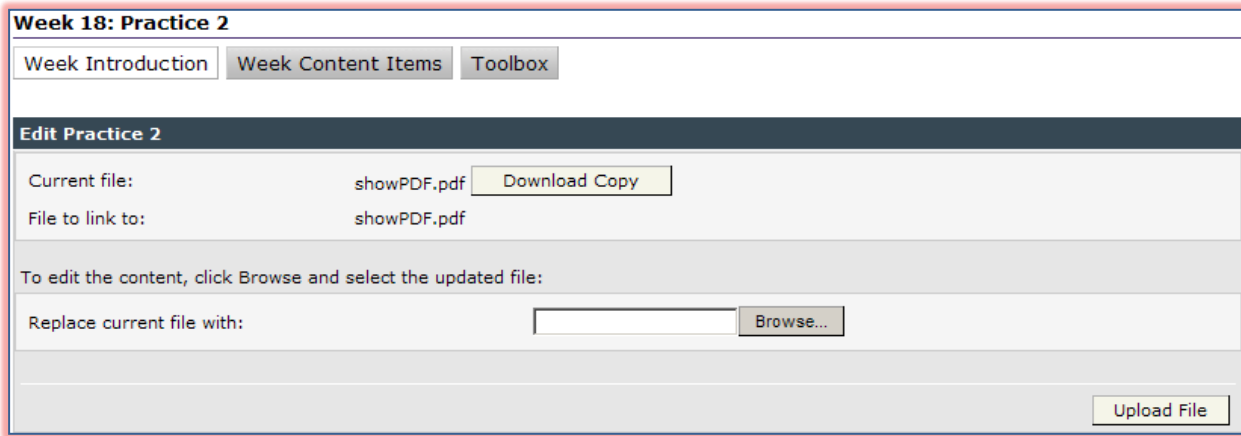 Week 18: Practice 2
Week Introduction Week Content Items Toolbox
Edit Practice 2
Current file: showPDF.pdf Download Copy
File to link to: showPDF.pdf
To edit the content, click Browse and select the updated file:
Replace current file with: Browse...
Upload File